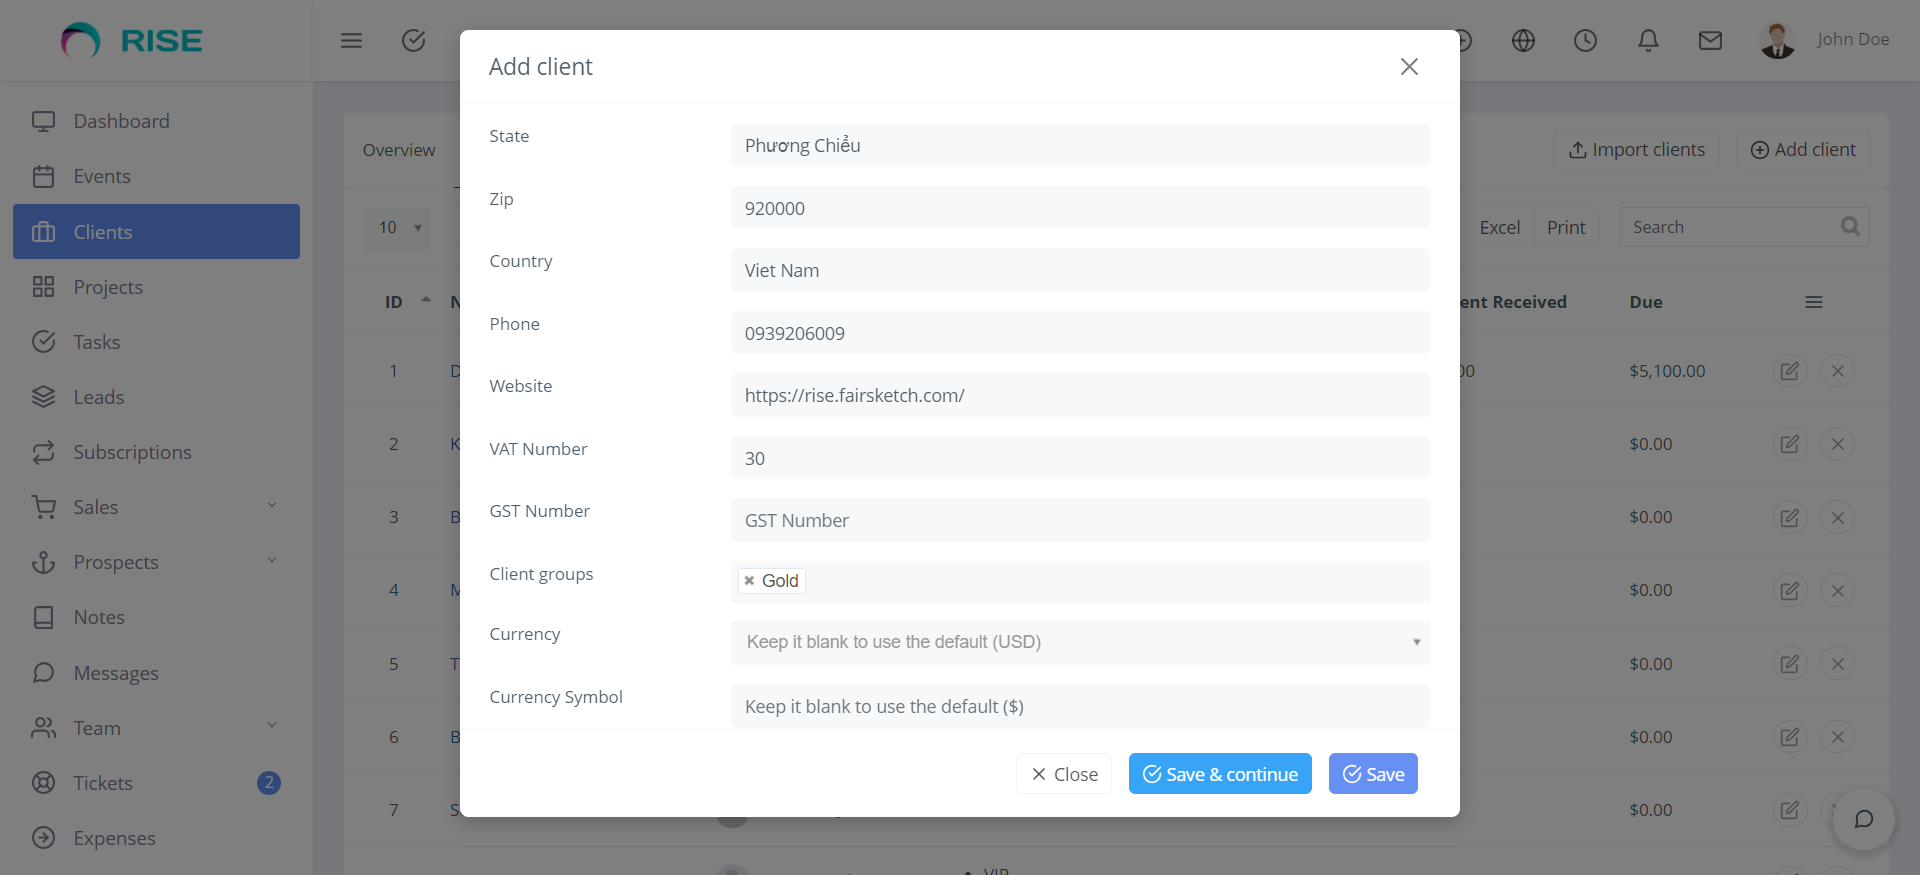 RISE
John Doe
Dashboard
Events
Clients
Projects
Tasks
Leads
Subscriptions
Sales
Prospects
Notes
Messages
Team
Tickets
2
Expenses
Overview
Import clients
Add client
10
Excel
Print
Search
ID
ent Received
Due
1
D
00
$5,100.00
2
K
$0.00
3
B
$0.00
4
M
$0.00
5
T
$0.00
6
B
$0.00
7
S
$0.00
VIP
Add client
State
Phương Chiểu
Zip
920000
Country
Viet Nam
Phone
0939206009
Website
https://rise.fairsketch.com/
VAT Number
30
GST Number
GST Number
Client groups
Gold
Currency
Keep it blank to use the default (USD)
Currency Symbol
Keep it blank to use the default ($)
Close
Save & continue
Save